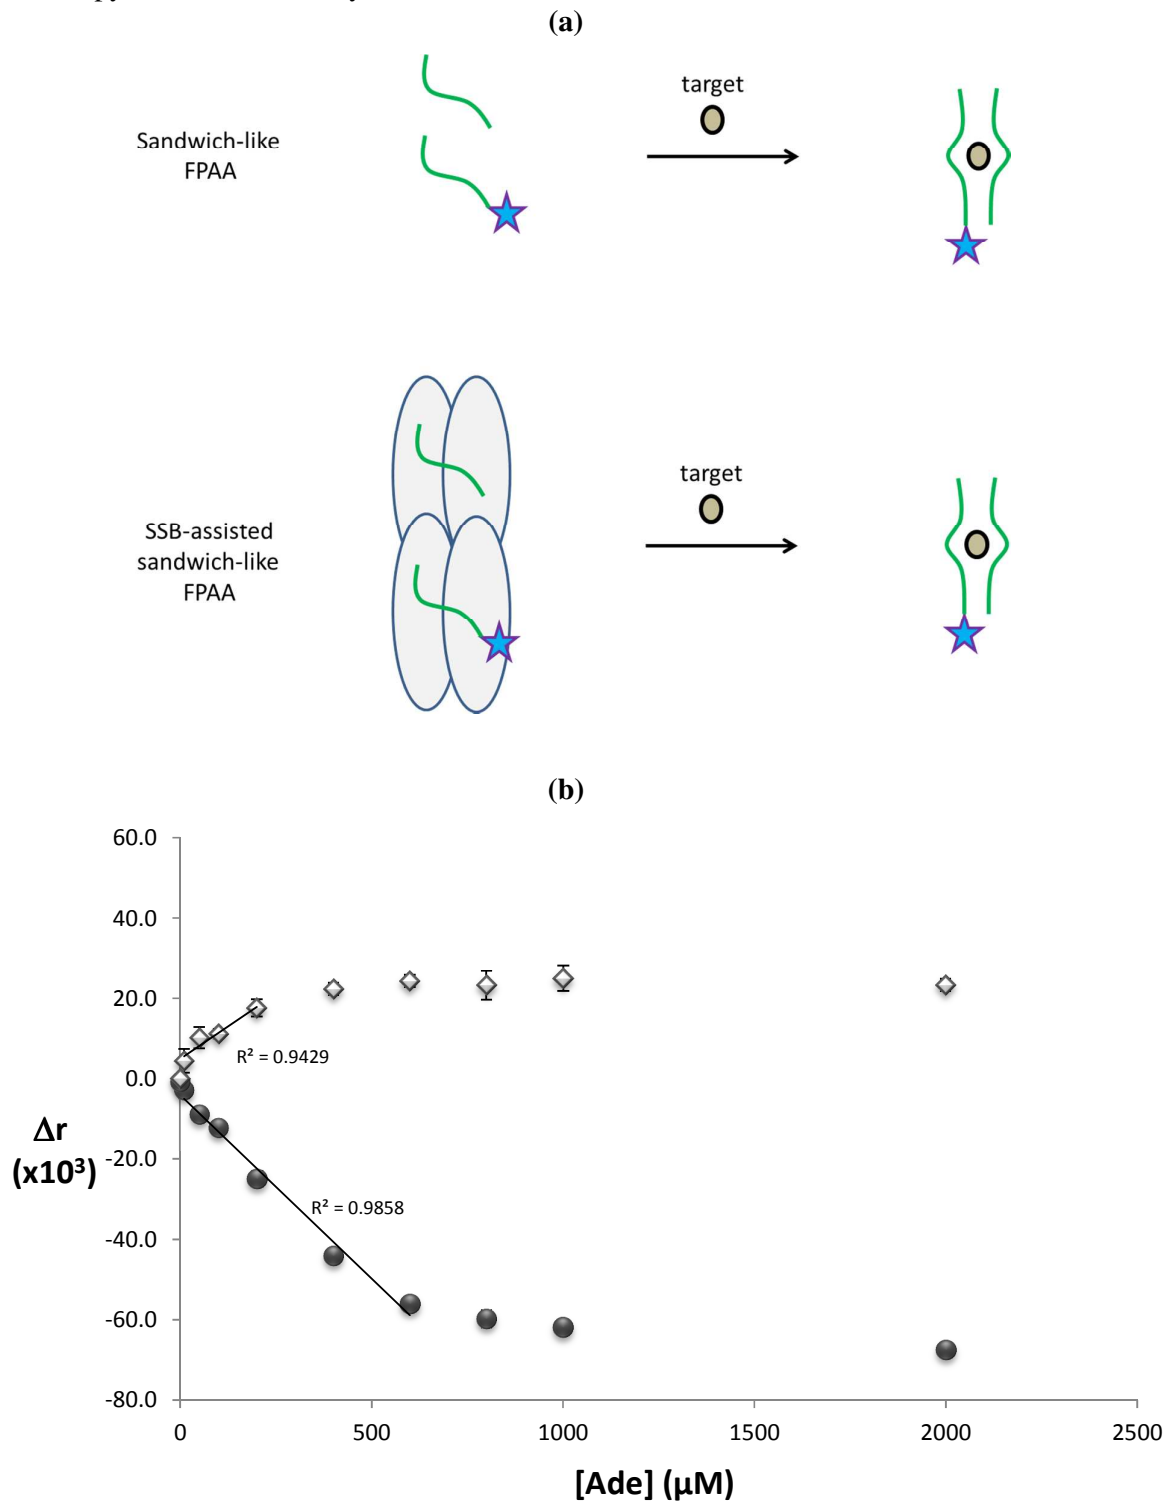 (a)
target
Sandwich-like
FPAA
target
SSB-assisted
sandwich-like
FPAA
(b)
60.0
40.0
20.0
R² = 0.9429
0.0
Δr
(x10³)
-20.0
R² = 0.9858
-40.0
-60.0
-80.0
0 500 1000 1500 2000 2500
[Ade] (µM)